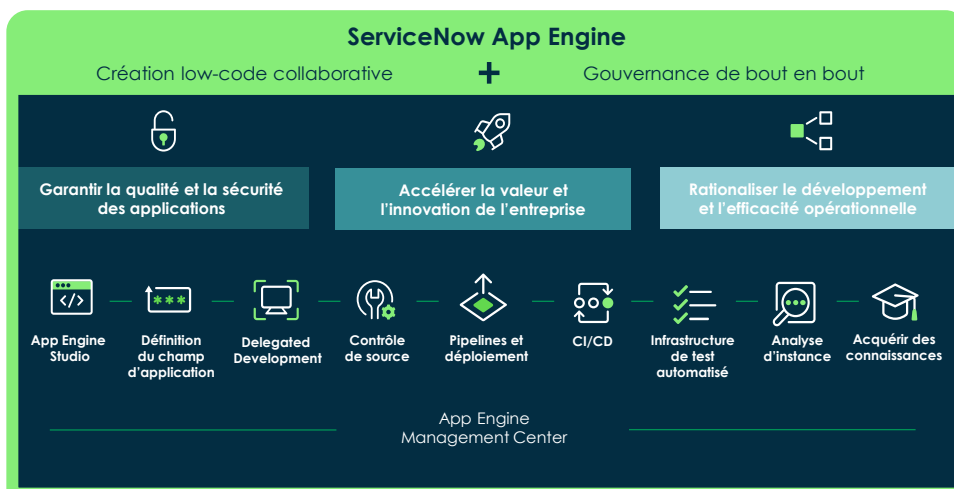 ServiceNow App Engine
Création low-code collaborative
+
Gouvernance de bout en bout
Garantir la qualité et la sécurité
des applications
Accélérer la valeur et
l'innovation de l'entreprise
Rationaliser le développement
et l'efficacité opérationnelle
</>
***
App Engine
Studio
Définition
du champ
d'application
Delegated
Development
Contrôle
de source
Pipelines et
déploiement
CI/CD
Infrastructure
de test
automatisé
Analyse
d'instance
Acquérir des
connaissances
App Engine
Management Center